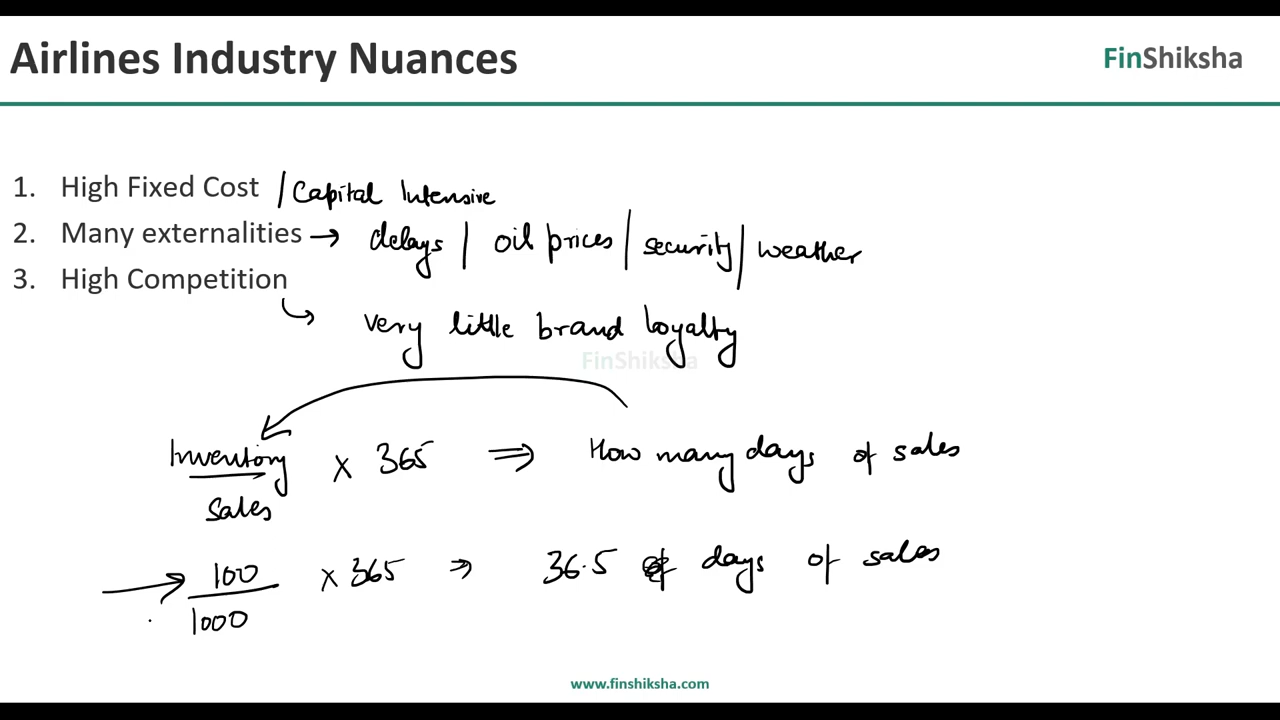 Airlines Industry Nuances
FinShiksha
1. High Fixed Cost / Capital Intensive
2. Many externalities → delays | oil prices | security | weather
3. High Competition
↳ very little brand loyalty
FinShiksha
Inventory × 365 ⇒ How many days of sales
Sales
→ 100 × 365 ⇒ 36.5 days of sales
1000
www.finshiksha.com